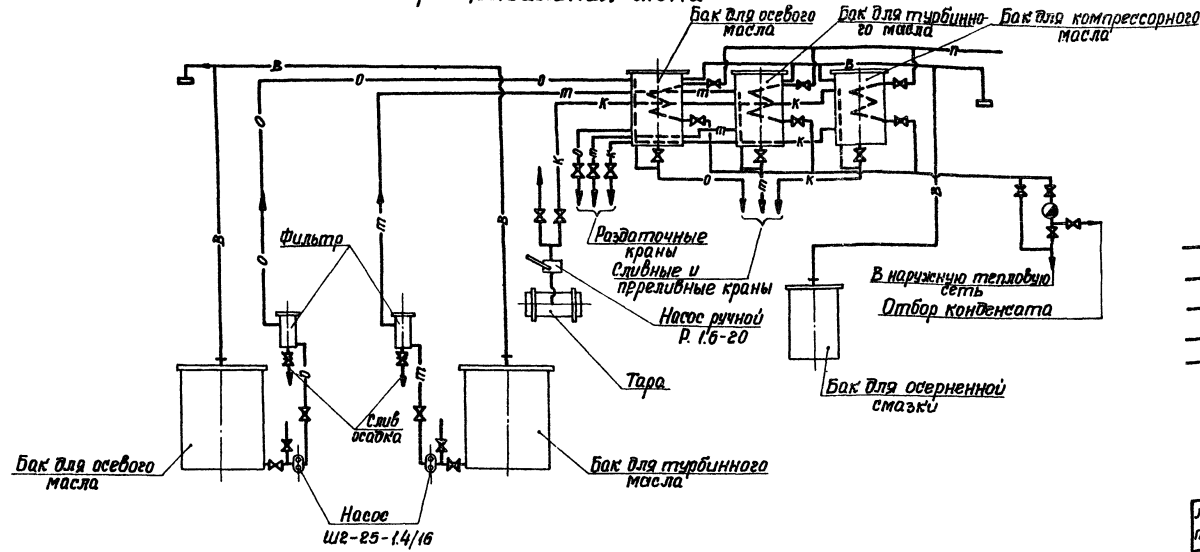 Бак для осевого
масла
Бак для турбинно-
го масла
Бак для компрессорного
масла
П
В
О
О
В
т
т
к
к
т
к
О
О
к
О
т
к
О
т
к
В
В
т
О
Фильтр
Раздаточные
краны
Сливные и
переливные краны
В наружную тепловую
сеть
Отбор конденсата
Насос ручной
Р. 1.6-20
Тара
Бак для осерненной
смазки
О
т
Слив
осадка
Бак для осевого
масла
Бак для турбинного
масла
Насос
Ш2-25-1.4/16